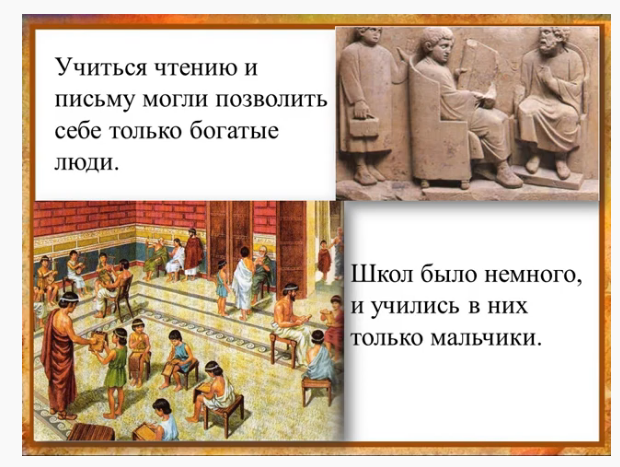 Учиться чтению и
письму могли позволить
себе только богатые
люди.
Школ было немного,
и учились в них
только мальчики.